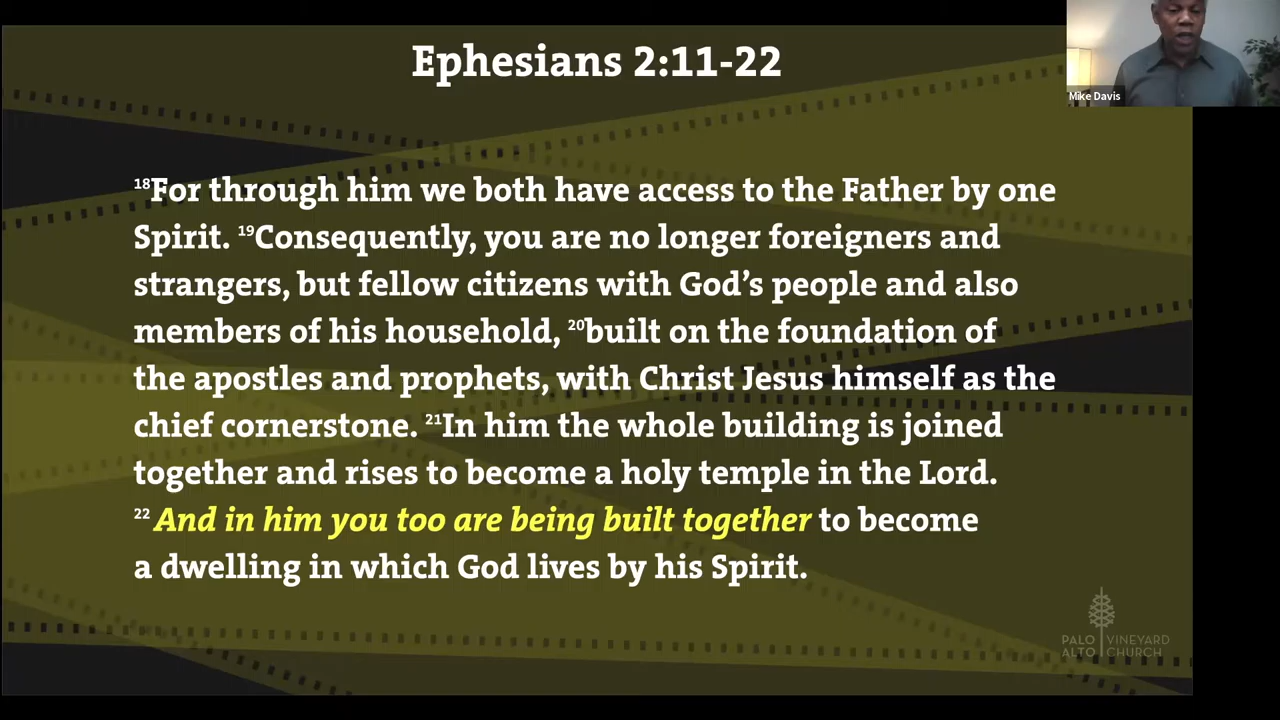 Ephesians 2:11-22
Mike Davis
18For through him we both have access to the Father by one
Spirit. 19Consequently, you are no longer foreigners and
strangers, but fellow citizens with God’s people and also
members of his household, 20built on the foundation of
the apostles and prophets, with Christ Jesus himself as the
chief cornerstone. 21In him the whole building is joined
together and rises to become a holy temple in the Lord.
22 And in him you too are being built together to become
a dwelling in which God lives by his Spirit.
PALO VINEYARD
ALTO CHURCH